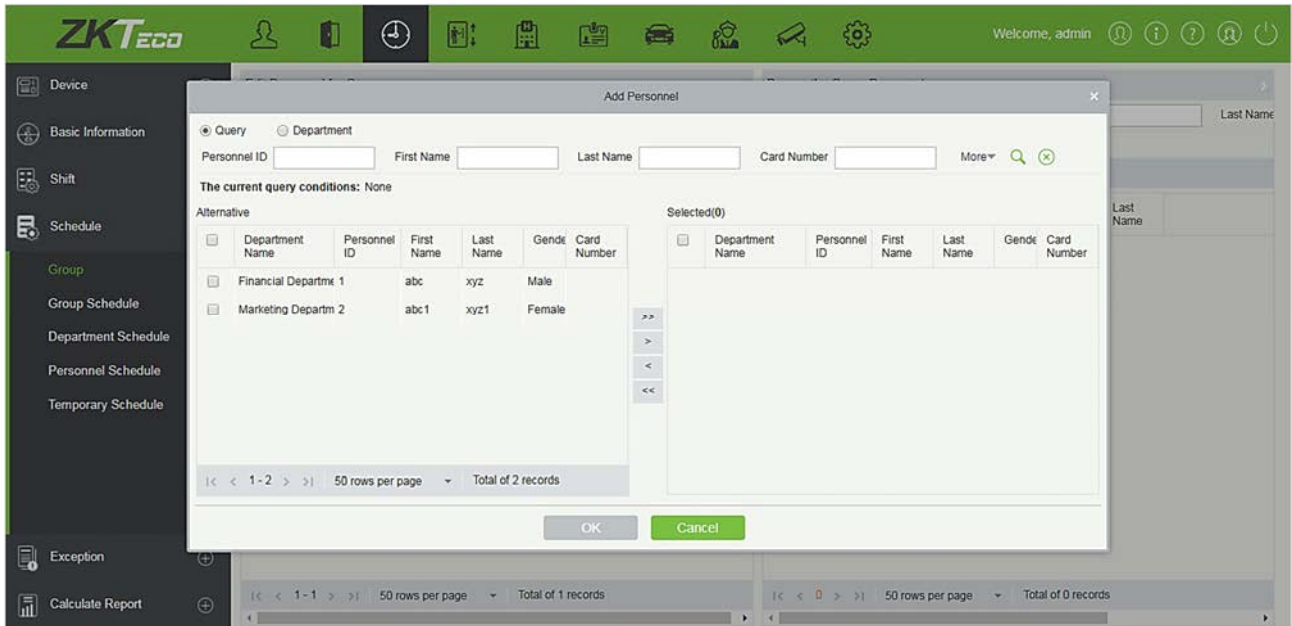 ZKTeco
Welcome, admin
Device
Basic Information
Shift
Schedule
Group
Group Schedule
Department Schedule
Personnel Schedule
Temporary Schedule
Exception
Calculate Report
Add Personnel
Query Department
Personnel ID First Name Last Name Card Number More
The current query conditions: None
Alternative
Department Name Personnel ID First Name Last Name Gende Card Number
Financial Departme 1 abc xyz Male
Marketing Departm 2 abc1 xyz1 Female
>>
>
<
<<
|< < 1 - 2 > >| 50 rows per page Total of 2 records
Selected(0)
Department Name Personnel ID First Name Last Name Gende Card Number
OK Cancel
Last Name
Last
Name
|< < 1 - 1 > >| 50 rows per page Total of 1 records
|< < 0 > >| 50 rows per page Total of 0 records